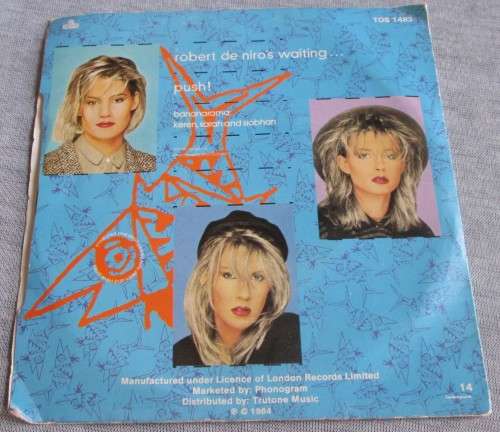 TOS 1483
robert de niro's waiting...
push!
bananarama:
keren, sarah and siobhan
Manufactured under Licence of London Records Limited
Marketed by: Phonogram
Distributed by: Trutone Music
℗ © 1984
14